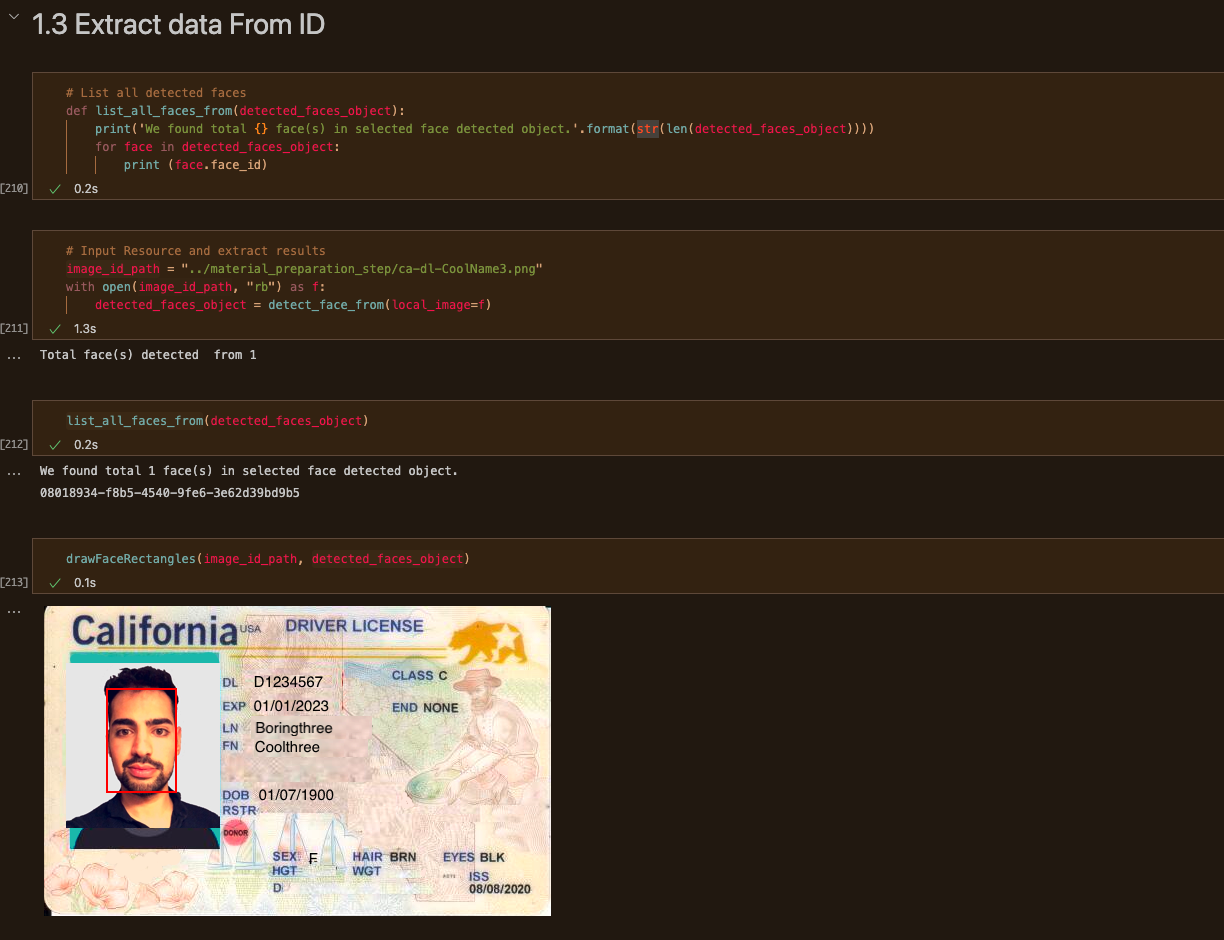 1.3 Extract data From ID
# List all detected faces
def list_all_faces_from(detected_faces_object):
print('We found total {} face(s) in selected face detected object.'.format(str(len(detected_faces_object))))
for face in detected_faces_object:
print (face.face_id)
[210] ✓ 0.2s
# Input Resource and extract results
image_id_path = "../material_preparation_step/ca-dl-CoolName3.png"
with open(image_id_path, "rb") as f:
detected_faces_object = detect_face_from(local_image=f)
[211] ✓ 1.3s
... Total face(s) detected  from 1
list_all_faces_from(detected_faces_object)
[212] ✓ 0.2s
... We found total 1 face(s) in selected face detected object.
08018934-f8b5-4540-9fe6-3e62d39bd9b5
drawFaceRectangles(image_id_path, detected_faces_object)
[213] ✓ 0.1s
...
California USA DRIVER LICENSE
DL D1234567 CLASS C
EXP 01/01/2023 END NONE
LN Boringthree
FN Coolthree
DOB 01/07/1900
RSTR
DONOR
SEX F HAIR BRN EYES BLK
HGT WGT
ISS
D 08/08/2020